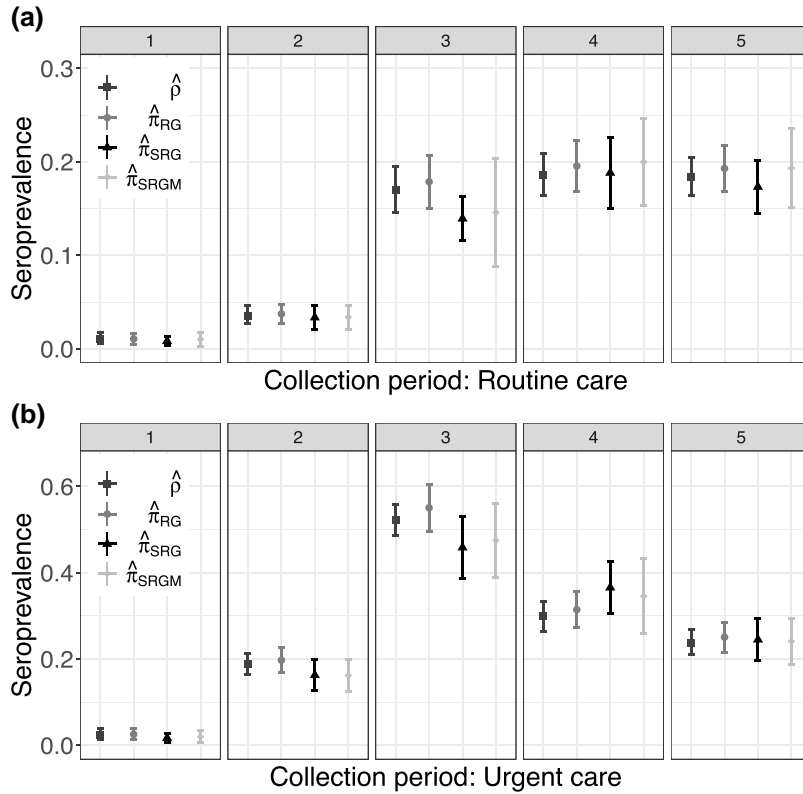 (a)
1 2 3 4 5
0.3
0.2
0.1
0.0
Seroprevalence
ρ̂
π̂RG
π̂SRG
π̂SRGM
Collection period: Routine care
(b)
1 2 3 4 5
0.6
0.4
0.2
0.0
Seroprevalence
ρ̂
π̂RG
π̂SRG
π̂SRGM
Collection period: Urgent care